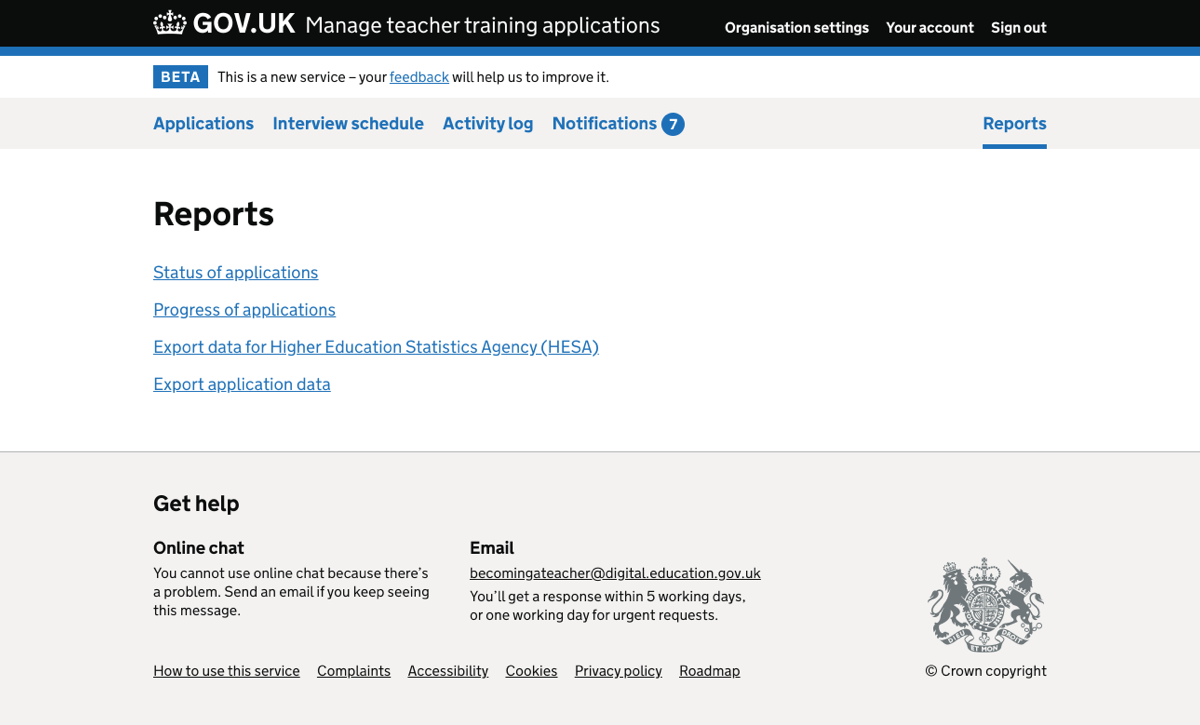 GOV.UK Manage teacher training applications Organisation settings Your account Sign out
BETA This is a new service – your feedback will help us to improve it.
Applications Interview schedule Activity log Notifications 7 Reports
Reports
Status of applications
Progress of applications
Export data for Higher Education Statistics Agency (HESA)
Export application data
Get help
Online chat
You cannot use online chat because there’s
a problem. Send an email if you keep seeing
this message.
Email
becomingateacher@digital.education.gov.uk
You’ll get a response within 5 working days,
or one working day for urgent requests.
DIEU ET MON DROIT
How to use this service Complaints Accessibility Cookies Privacy policy Roadmap © Crown copyright